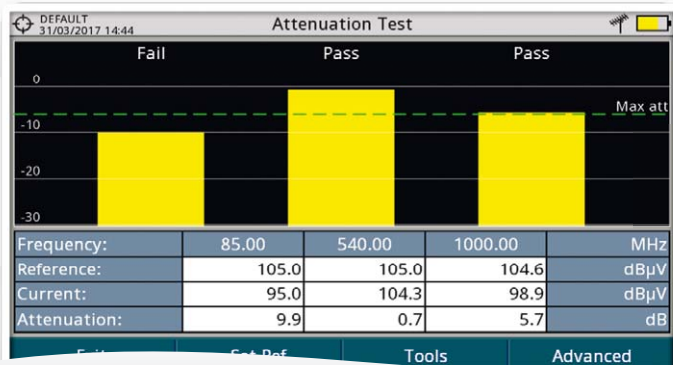 DEFAULT
31/03/2017 14:44
Attenuation Test
Fail Pass Pass
0
Max att
-10
-20
-30
Frequency: 85.00 540.00 1000.00 MHz
Reference: 105.0 105.0 104.6 dBµV
Current: 95.0 104.3 98.9 dBµV
Attenuation: 9.9 0.7 5.7 dB
Tools Advanced